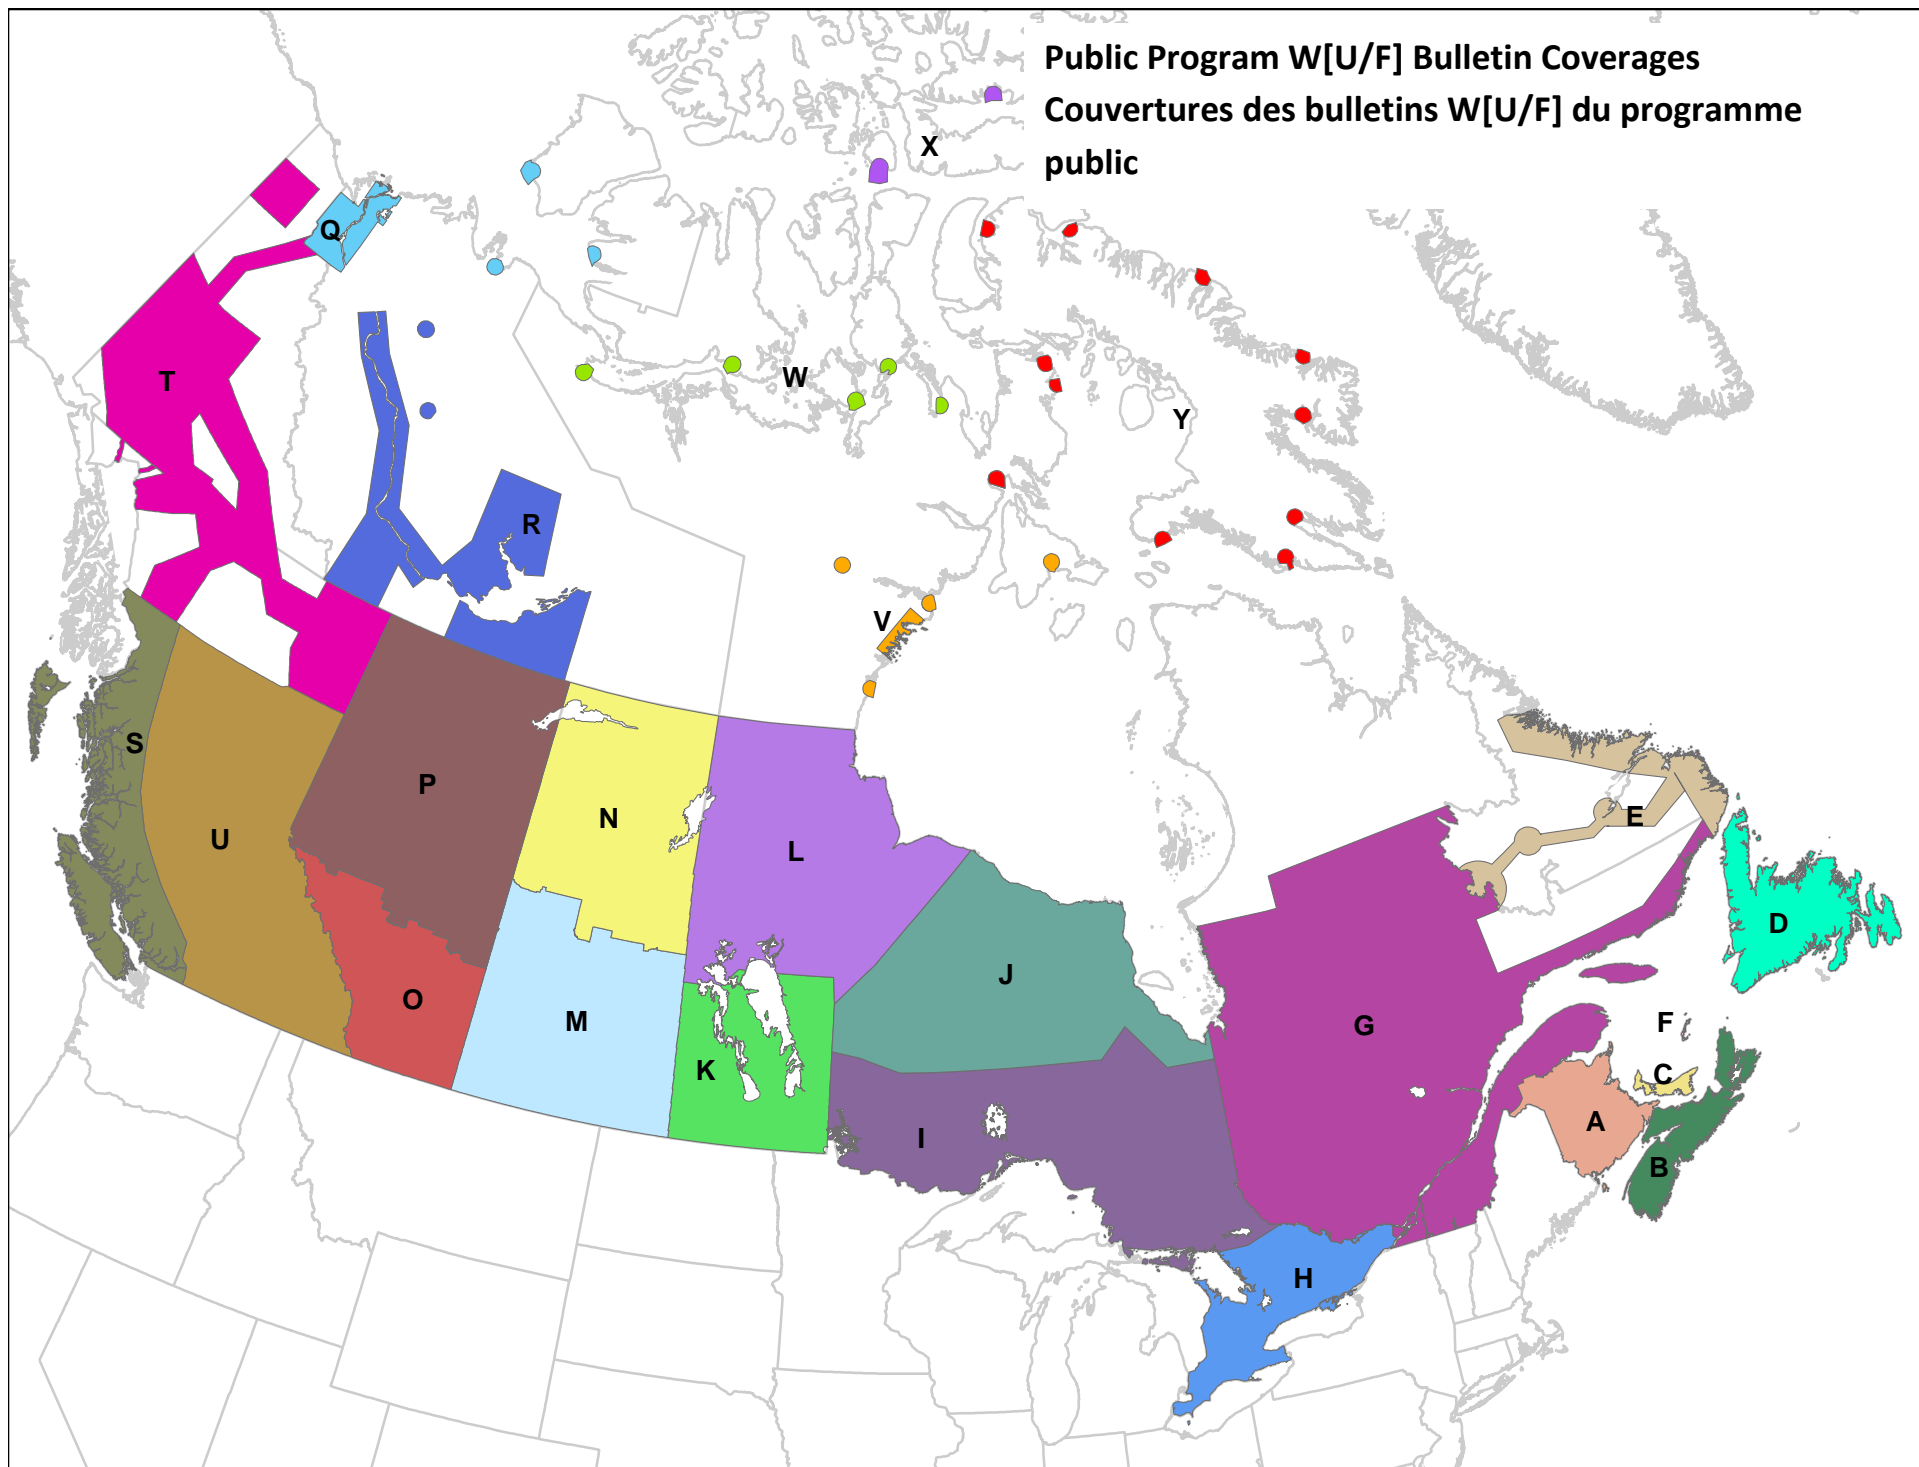 Public Program W[U/F] Bulletin Coverages
Couvertures des bulletins W[U/F] du programme
public
X
Q
W
T
Y
R
V
S
P
N
E
U
L
D
J
O
M
G
F
K
C
A
I
B
H